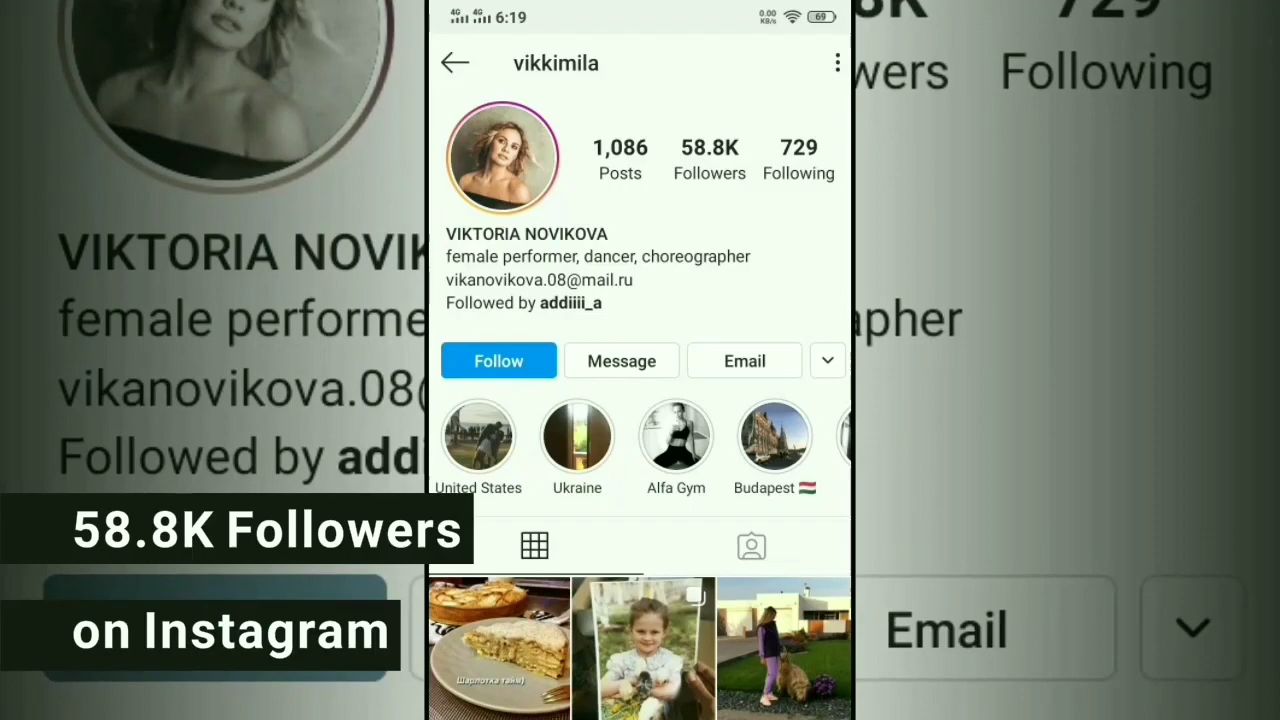 4G 4G 6:19 0.00 KB/s 69
8K 729
vikkimila
wers Following
1,086 58.8K 729
Posts Followers Following
VIKTORIA NOVIK
VIKTORIA NOVIKOVA
female performer, dancer, choreographer
vikanovikova.08@mail.ru
Followed by addiiii_a
female performe
apher
vikanovikova.08@
Follow Message Email
Followed by addi
United States Ukraine Alfa Gym Budapest
58.8K Followers
on Instagram
Email
Шарлотка тайм)